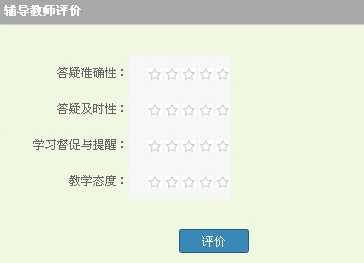 辅导教师评价
答疑准确性：
答疑及时性：
学习督促与提醒：
教学态度：
评价